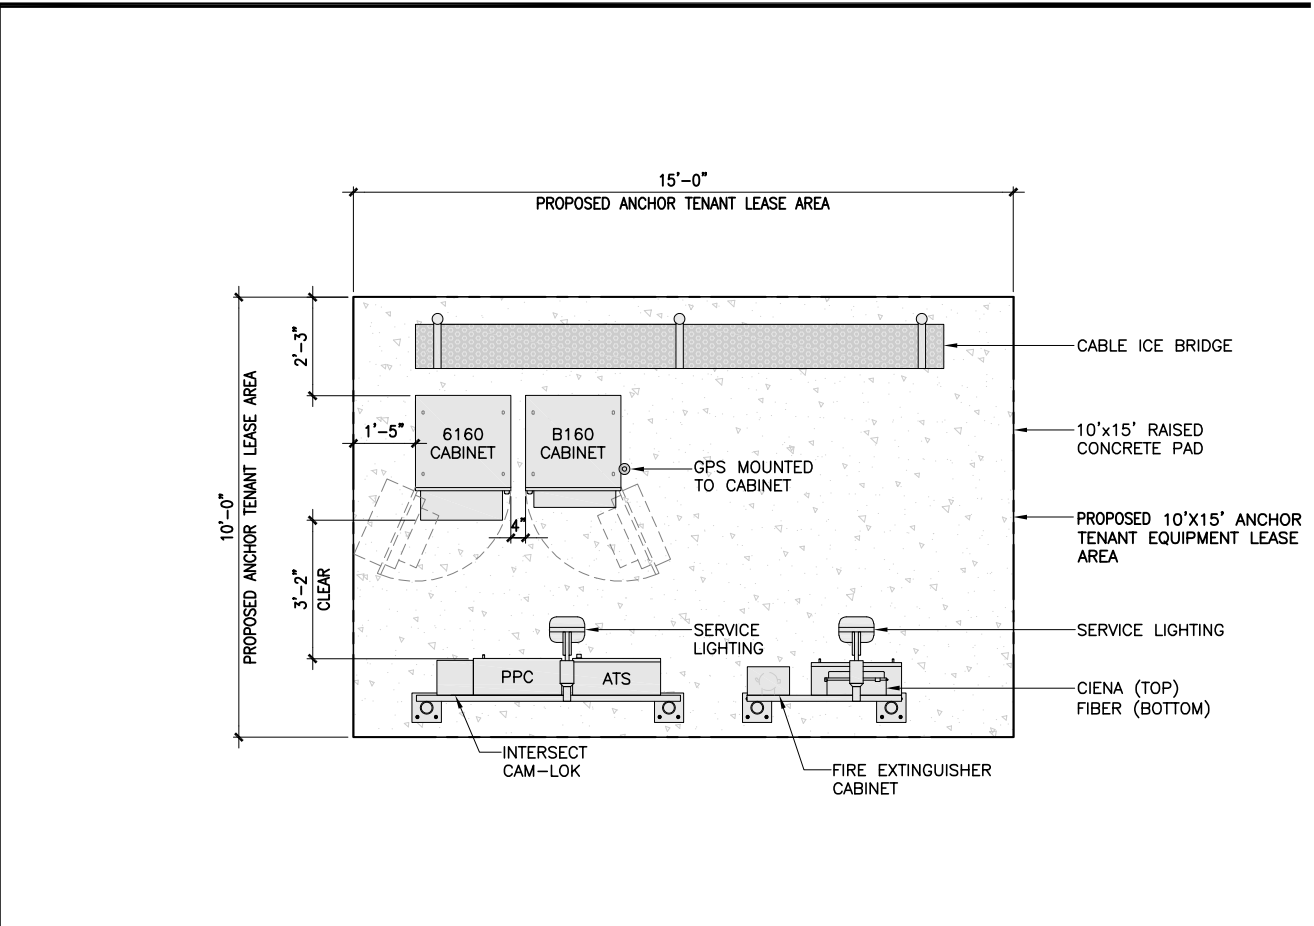 15'-0"
PROPOSED ANCHOR TENANT LEASE AREA
2'-3"
CABLE ICE BRIDGE
10'-0"
PROPOSED ANCHOR TENANT LEASE AREA
1'-5"
6160
CABINET
B160
CABINET
10'x15' RAISED
CONCRETE PAD
GPS MOUNTED
TO CABINET
4"
PROPOSED 10'X15' ANCHOR
TENANT EQUIPMENT LEASE
AREA
3'-2"
CLEAR
SERVICE
LIGHTING
SERVICE LIGHTING
PPC
ATS
CIENA (TOP)
FIBER (BOTTOM)
INTERSECT
CAM-LOK
FIRE EXTINGUISHER
CABINET